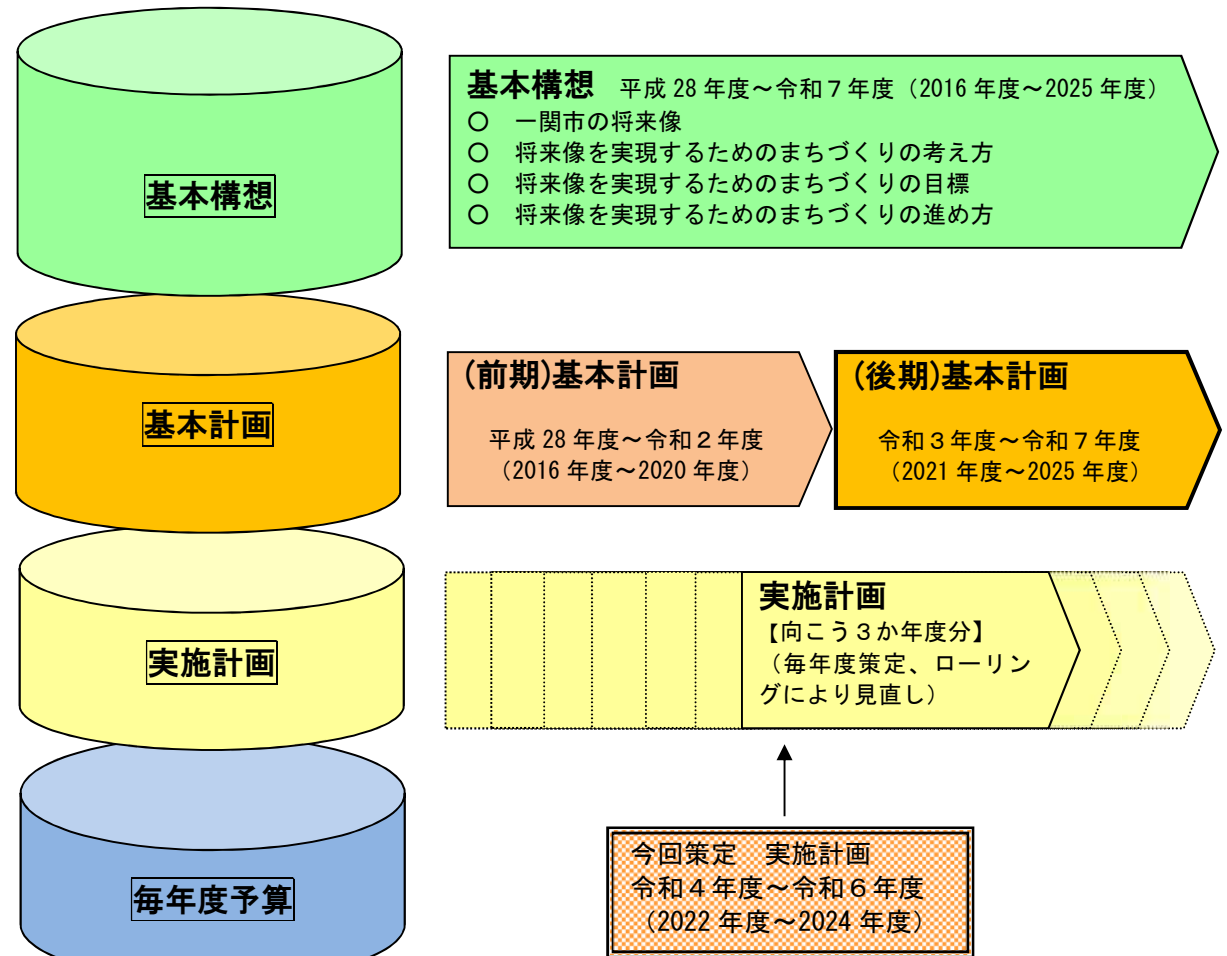 基本構想
基本構想 平成 28 年度～令和７年度（2016 年度～2025 年度）
○ 一関市の将来像
○ 将来像を実現するためのまちづくりの考え方
○ 将来像を実現するためのまちづくりの目標
○ 将来像を実現するためのまちづくりの進め方
基本計画
(前期)基本計画
平成 28 年度～令和２年度
（2016 年度～2020 年度）
(後期)基本計画
令和３年度～令和７年度
（2021 年度～2025 年度）
実施計画
実施計画
【向こう３か年度分】
（毎年度策定、ローリン
グにより見直し）
毎年度予算
今回策定　実施計画
令和４年度～令和６年度
（2022 年度～2024 年度）